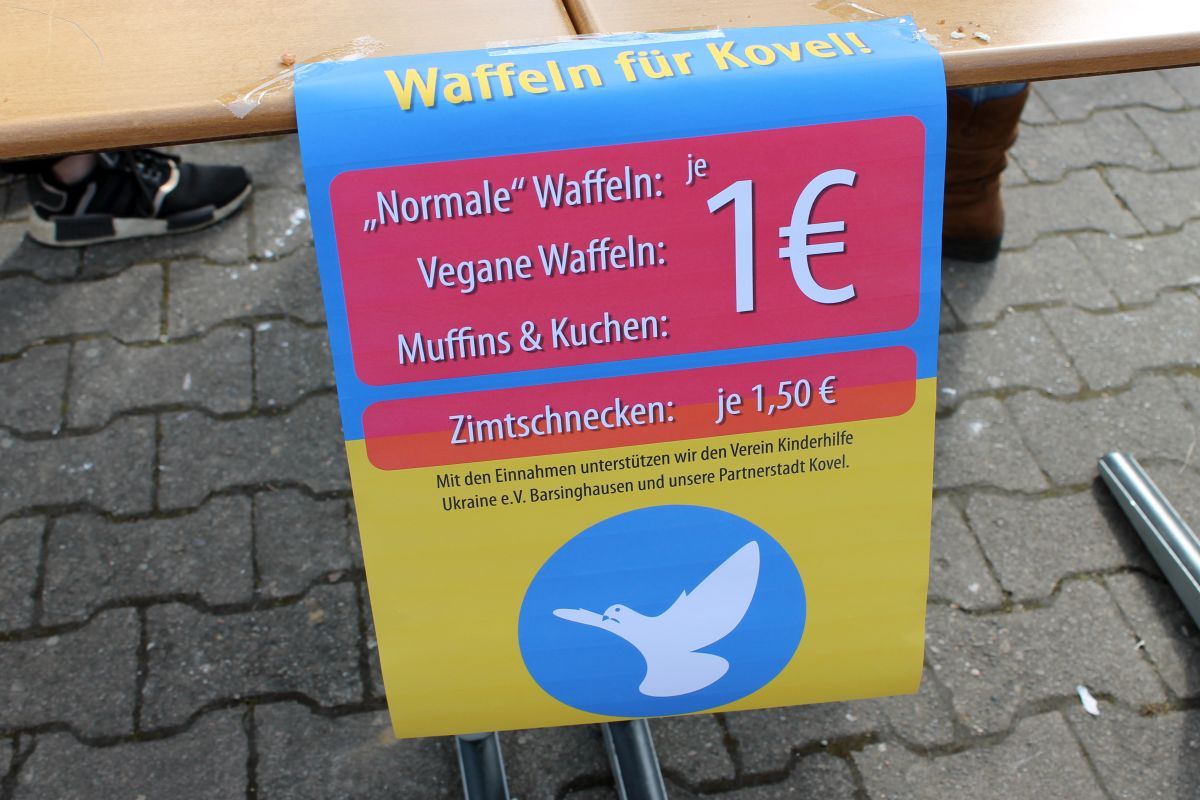 Waffeln für Kovel!
„Normale“ Waffeln: je
Vegane Waffeln: 1€
Muffins & Kuchen:
Zimtschnecken: je 1,50 €
Mit den Einnahmen unterstützen wir den Verein Kinderhilfe
Ukraine e.V. Barsinghausen und unsere Partnerstadt Kovel.